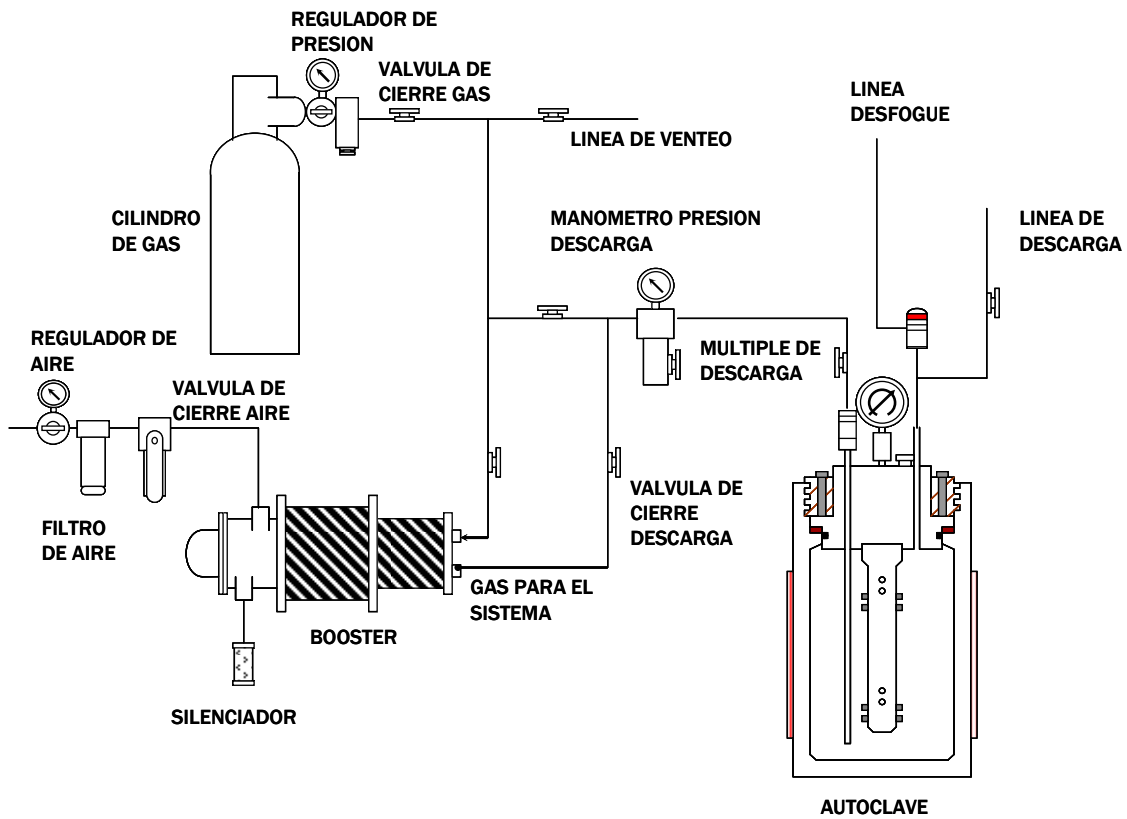 REGULADOR DE
PRESION
VALVULA DE
CIERRE GAS
LINEA
DESFOGUE
LINEA DE VENTEO
CILINDRO
DE GAS
MANOMETRO PRESION
DESCARGA
LINEA DE
DESCARGA
REGULADOR DE
AIRE
MULTIPLE DE
DESCARGA
VALVULA DE
CIERRE AIRE
VALVULA DE
CIERRE
DESCARGA
FILTRO
DE AIRE
GAS PARA EL
SISTEMA
BOOSTER
SILENCIADOR
AUTOCLAVE